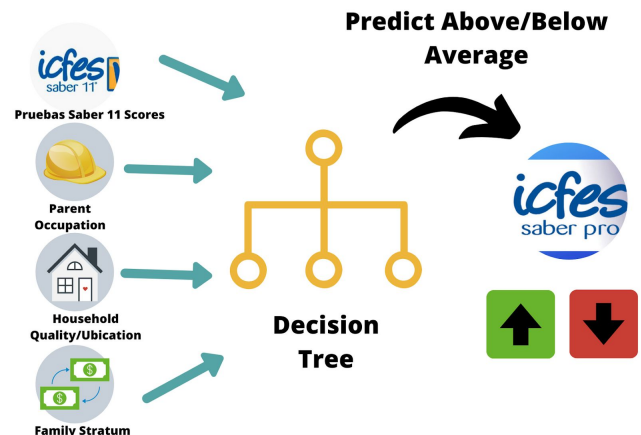 Predict Above/Below
Average
icfes
saber 11°
Pruebas Saber 11 Scores
Parent
Occupation
Household
Quality/Ubication
$
$
Family Stratum
Decision
Tree
icfes
saber pro